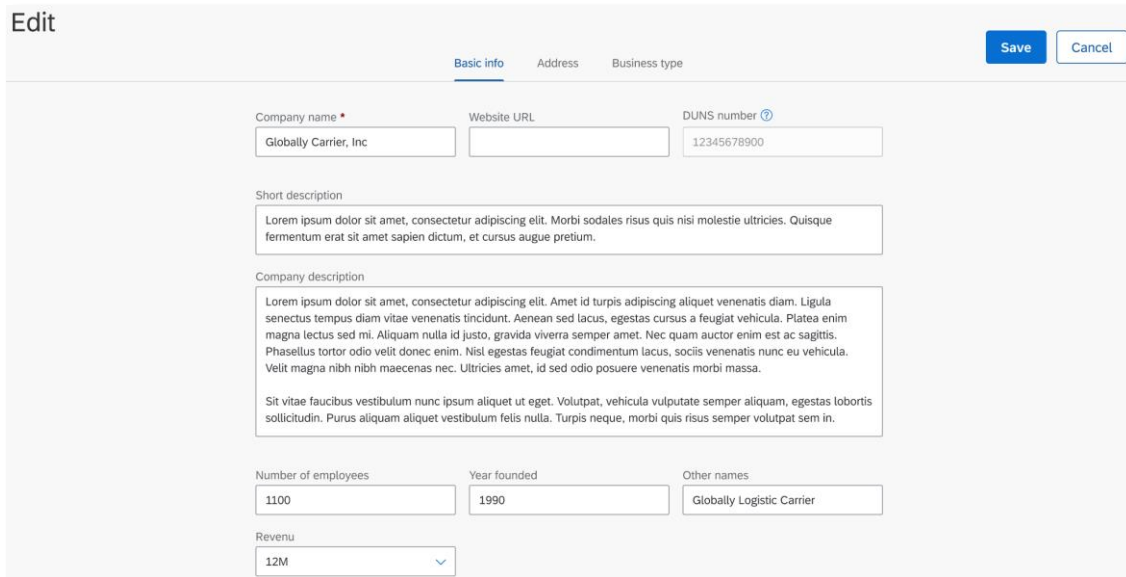 Edit
Save
Cancel
Basic info
Address
Business type
Company name *
Website URL
DUNS number ?
Globally Carrier, Inc
12345678900
Short description
Lorem ipsum dolor sit amet, consectetur adipiscing elit. Morbi sodales risus quis nisi molestie ultricies. Quisque
fermentum erat sit amet sapien dictum, et cursus augue pretium.
Company description
Lorem ipsum dolor sit amet, consectetur adipiscing elit. Amet id turpis adipiscing aliquet venenatis diam. Ligula
senectus tempus diam vitae venenatis tincidunt. Aenean sed lacus, egestas cursus a feugiat vehicula. Platea enim
magna lectus sed mi. Aliquam nulla id justo, gravida viverra semper amet. Nec quam auctor enim est ac sagittis.
Phasellus tortor odio velit donec enim. Nisl egestas feugiat condimentum lacus, sociis venenatis nunc eu vehicula.
Velit magna nibh nibh maecenas nec. Ultricies amet, id sed odio posuere venenatis morbi massa.
Sit vitae faucibus vestibulum nunc ipsum aliquet ut eget. Volutpat, vehicula vulputate semper aliquam, egestas lobortis
sollicitudin. Purus aliquam aliquet vestibulum felis nulla. Turpis neque, morbi quis risus semper volutpat sem in.
Number of employees
Year founded
Other names
1100
1990
Globally Logistic Carrier
Revenu
12M